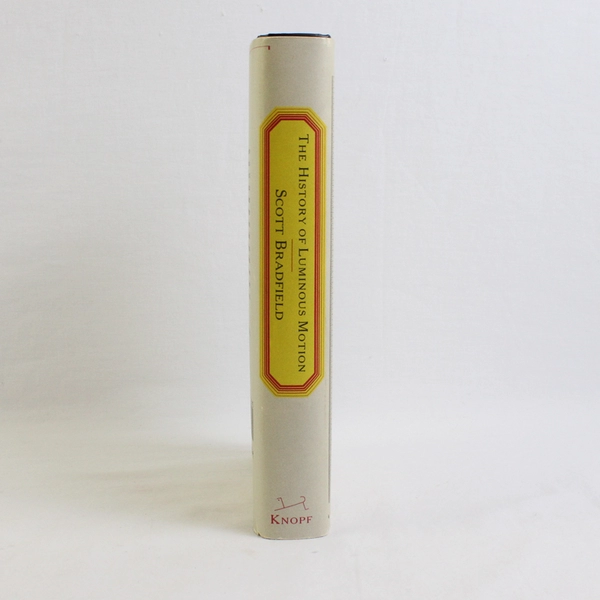 The History of Luminous Motion
Scott Bradfield
Knopf